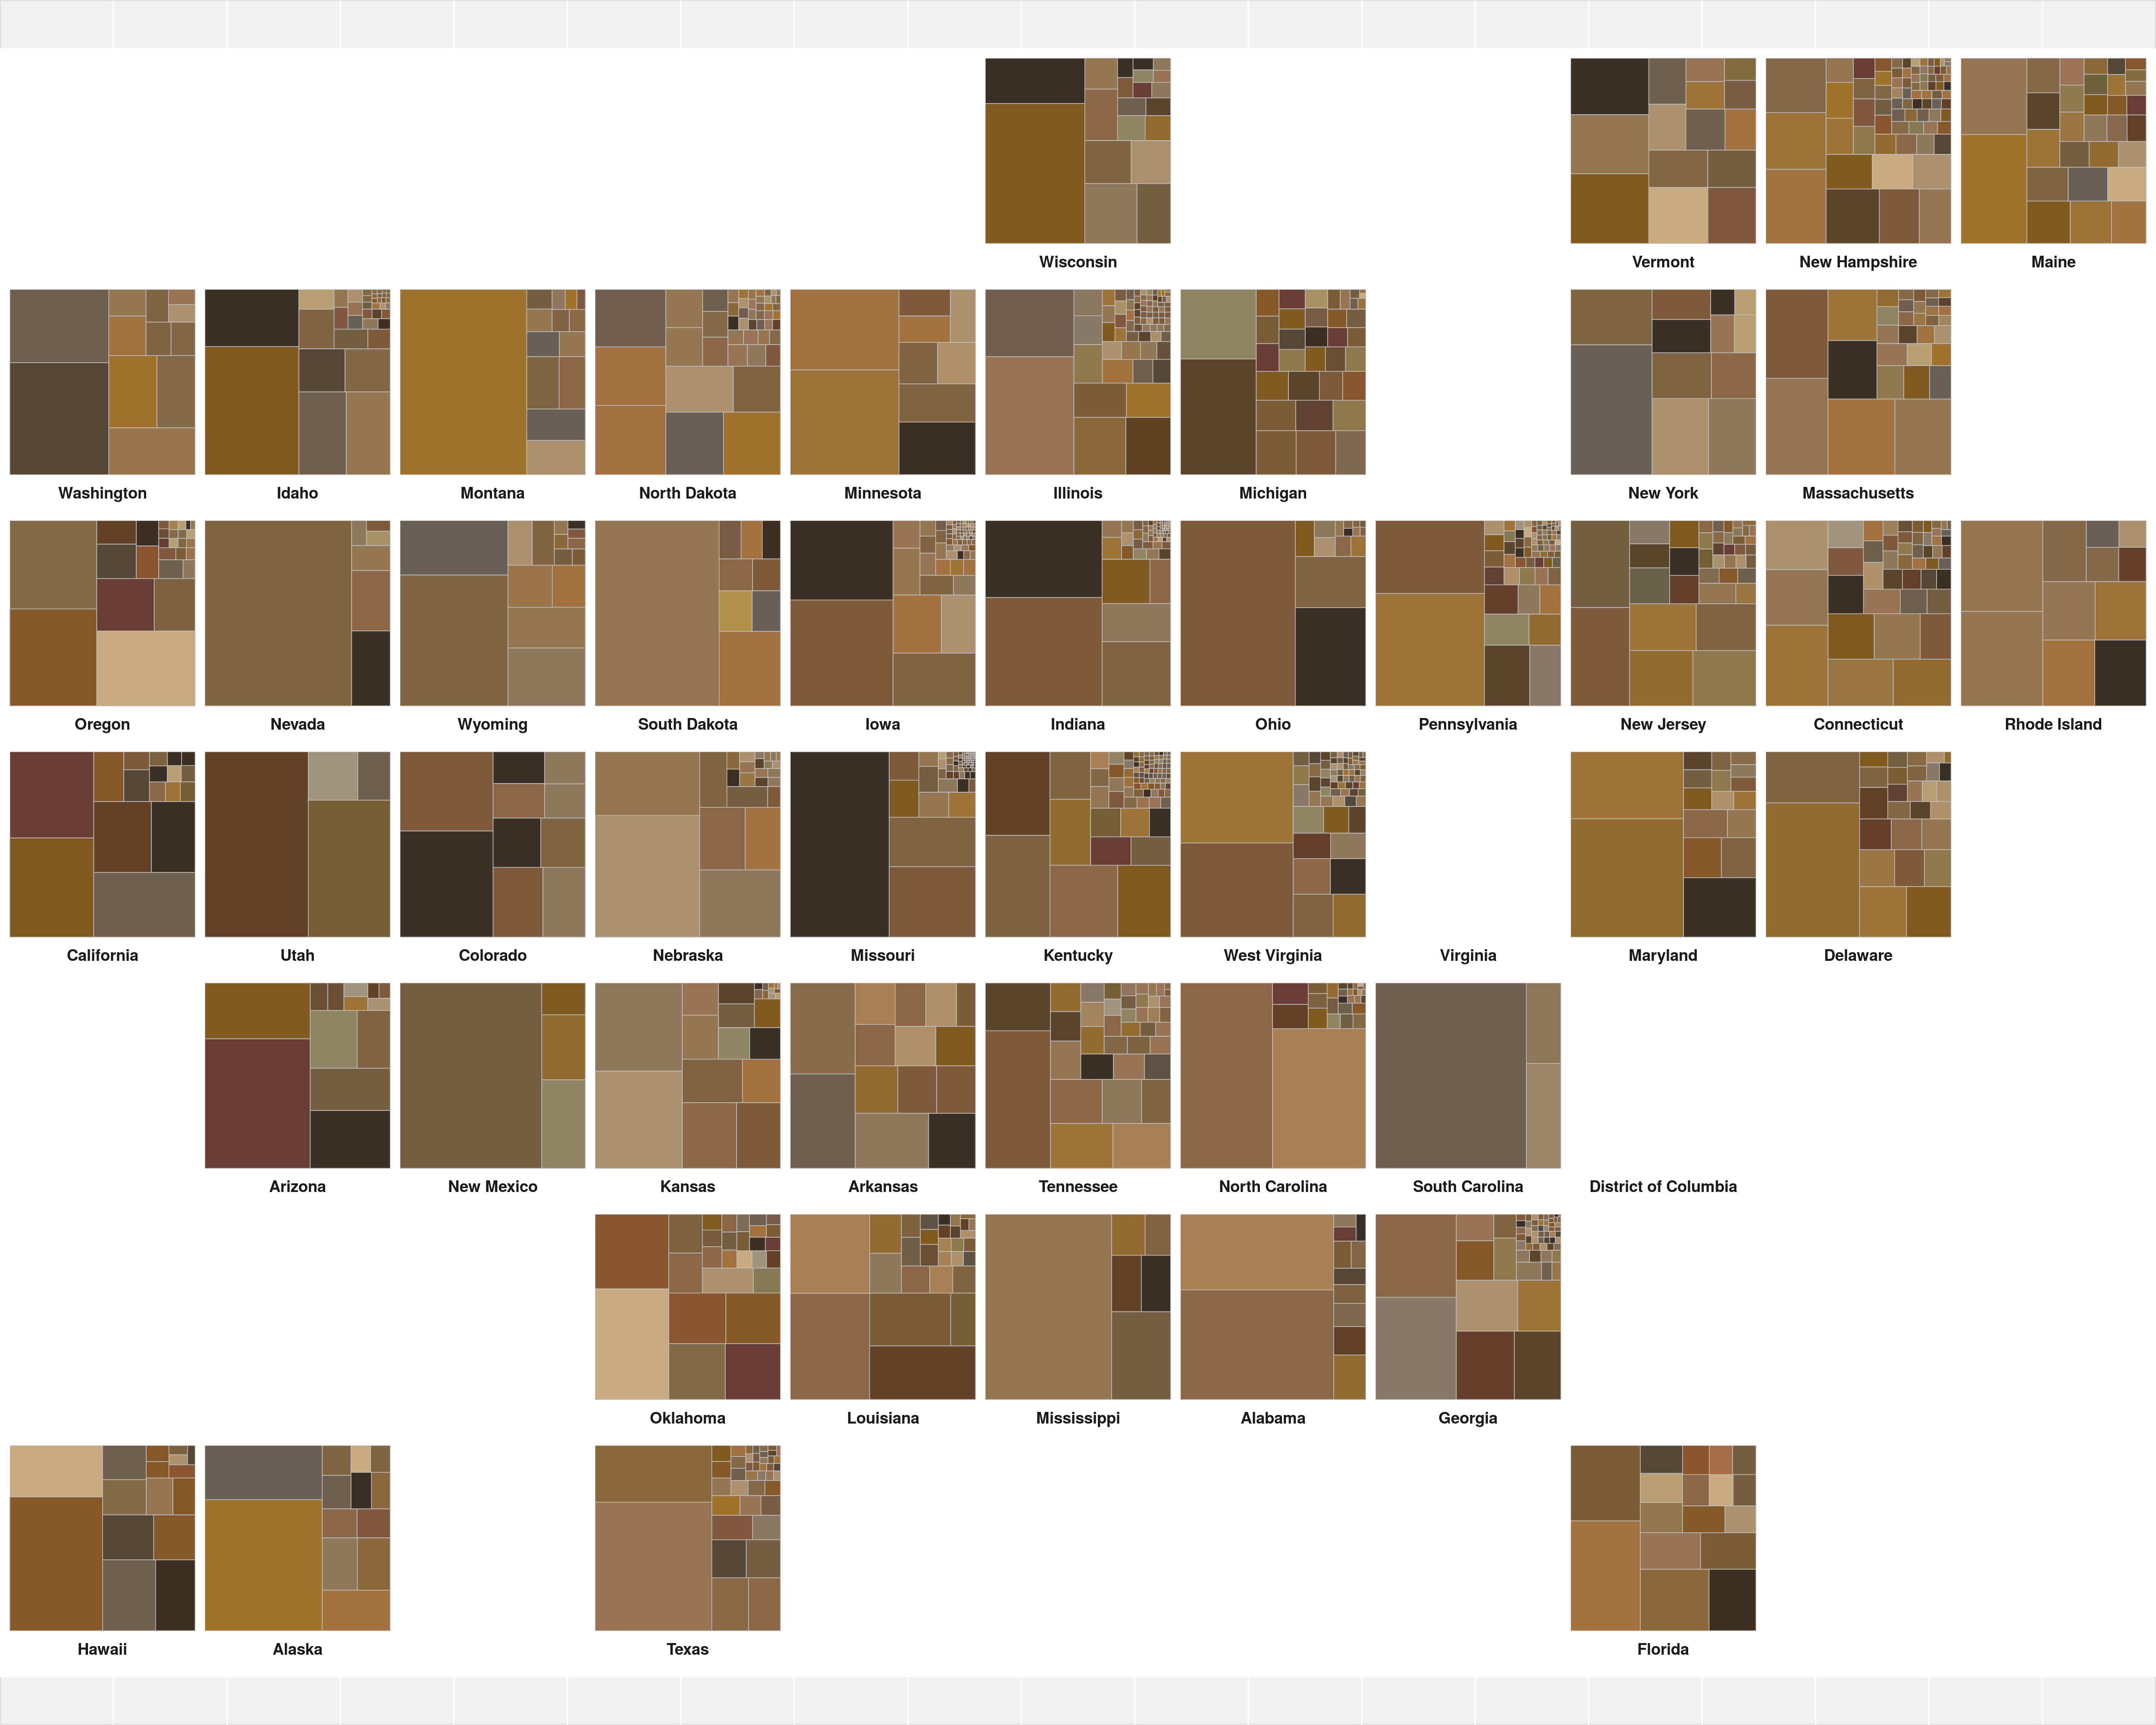 Wisconsin
Vermont
New Hampshire
Maine
Washington
Idaho
Montana
North Dakota
Minnesota
Illinois
Michigan
New York
Massachusetts
Oregon
Nevada
Wyoming
South Dakota
Iowa
Indiana
Ohio
Pennsylvania
New Jersey
Connecticut
Rhode Island
California
Utah
Colorado
Nebraska
Missouri
Kentucky
West Virginia
Virginia
Maryland
Delaware
Arizona
New Mexico
Kansas
Arkansas
Tennessee
North Carolina
South Carolina
District of Columbia
Oklahoma
Louisiana
Mississippi
Alabama
Georgia
Hawaii
Alaska
Texas
Florida